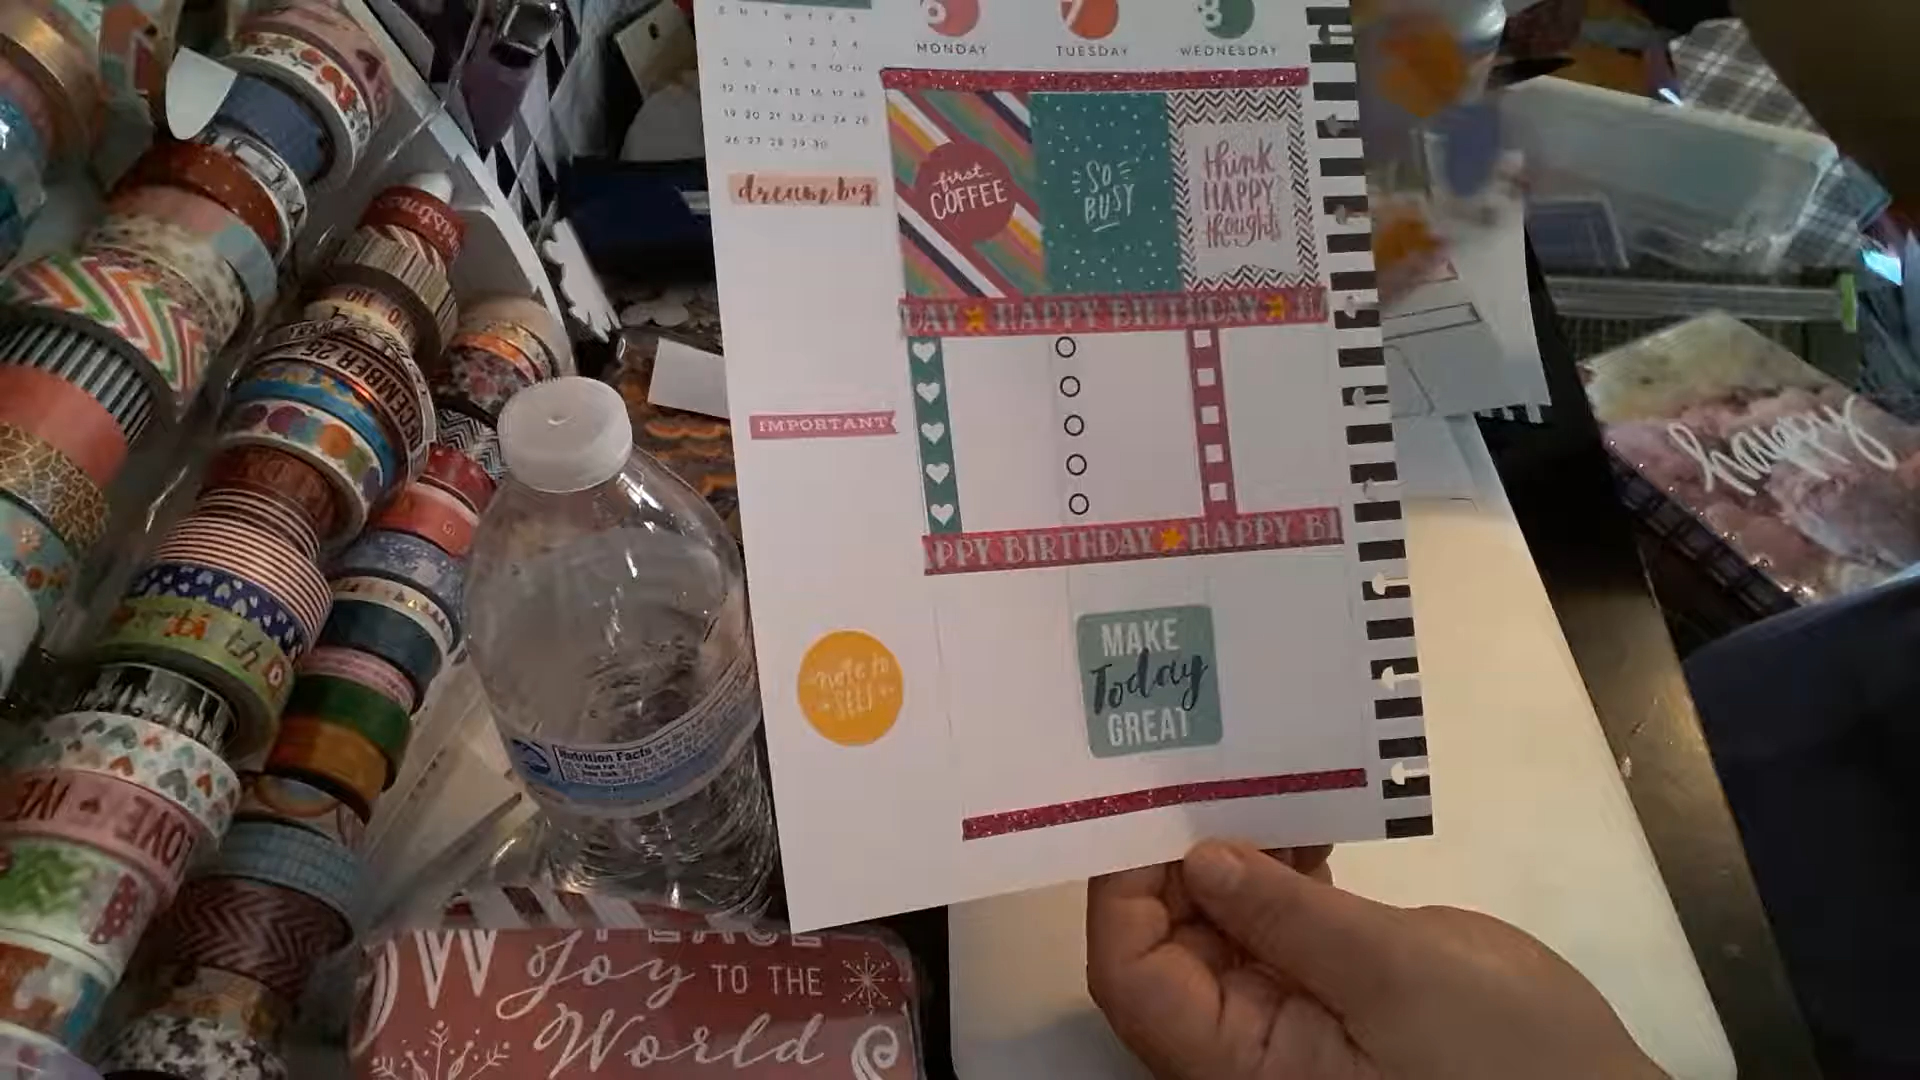 S M T W T F S
1 2 3 4
5 6 7 8 9 10 11
12 13 14 15 16 17 18
19 20 21 22 23 24 25
26 27 28 29 30
6 7 8
MONDAY TUESDAY WEDNESDAY
dream big
first
COFFEE
SO
BUSY
think
HAPPY
thoughts
DAY HAPPY BIRTHDAY
IMPORTANT
PPY BIRTHDAY HAPPY BI
note to
SELF
MAKE
Today
GREAT
happy
DECEMBER 25
LOVE
Nutrition Facts
PEACE
Joy TO THE
World